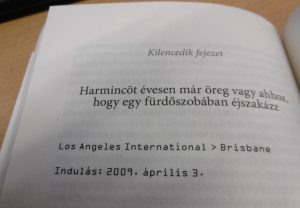 Kilencedik fejezet
Harmincöt évesen már öreg vagy ahhoz,
hogy egy fürdőszobában éjszakázz
Los Angeles International > Brisbane
Indulás: 2009. április 3.